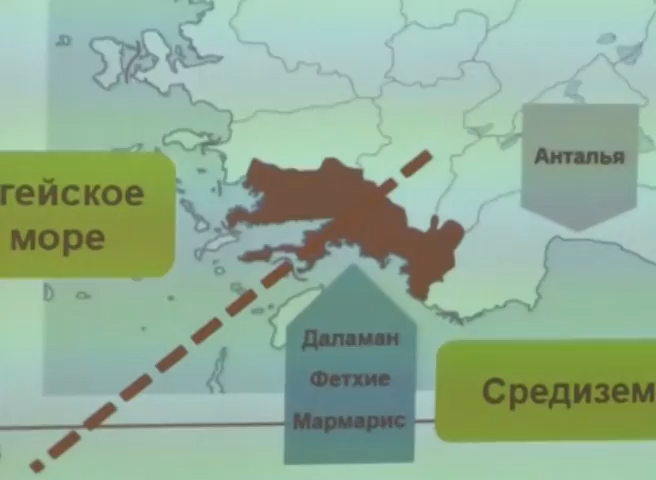 гейское
море
Анталья
Даламан
Фетхие
Мармарис
Средизем